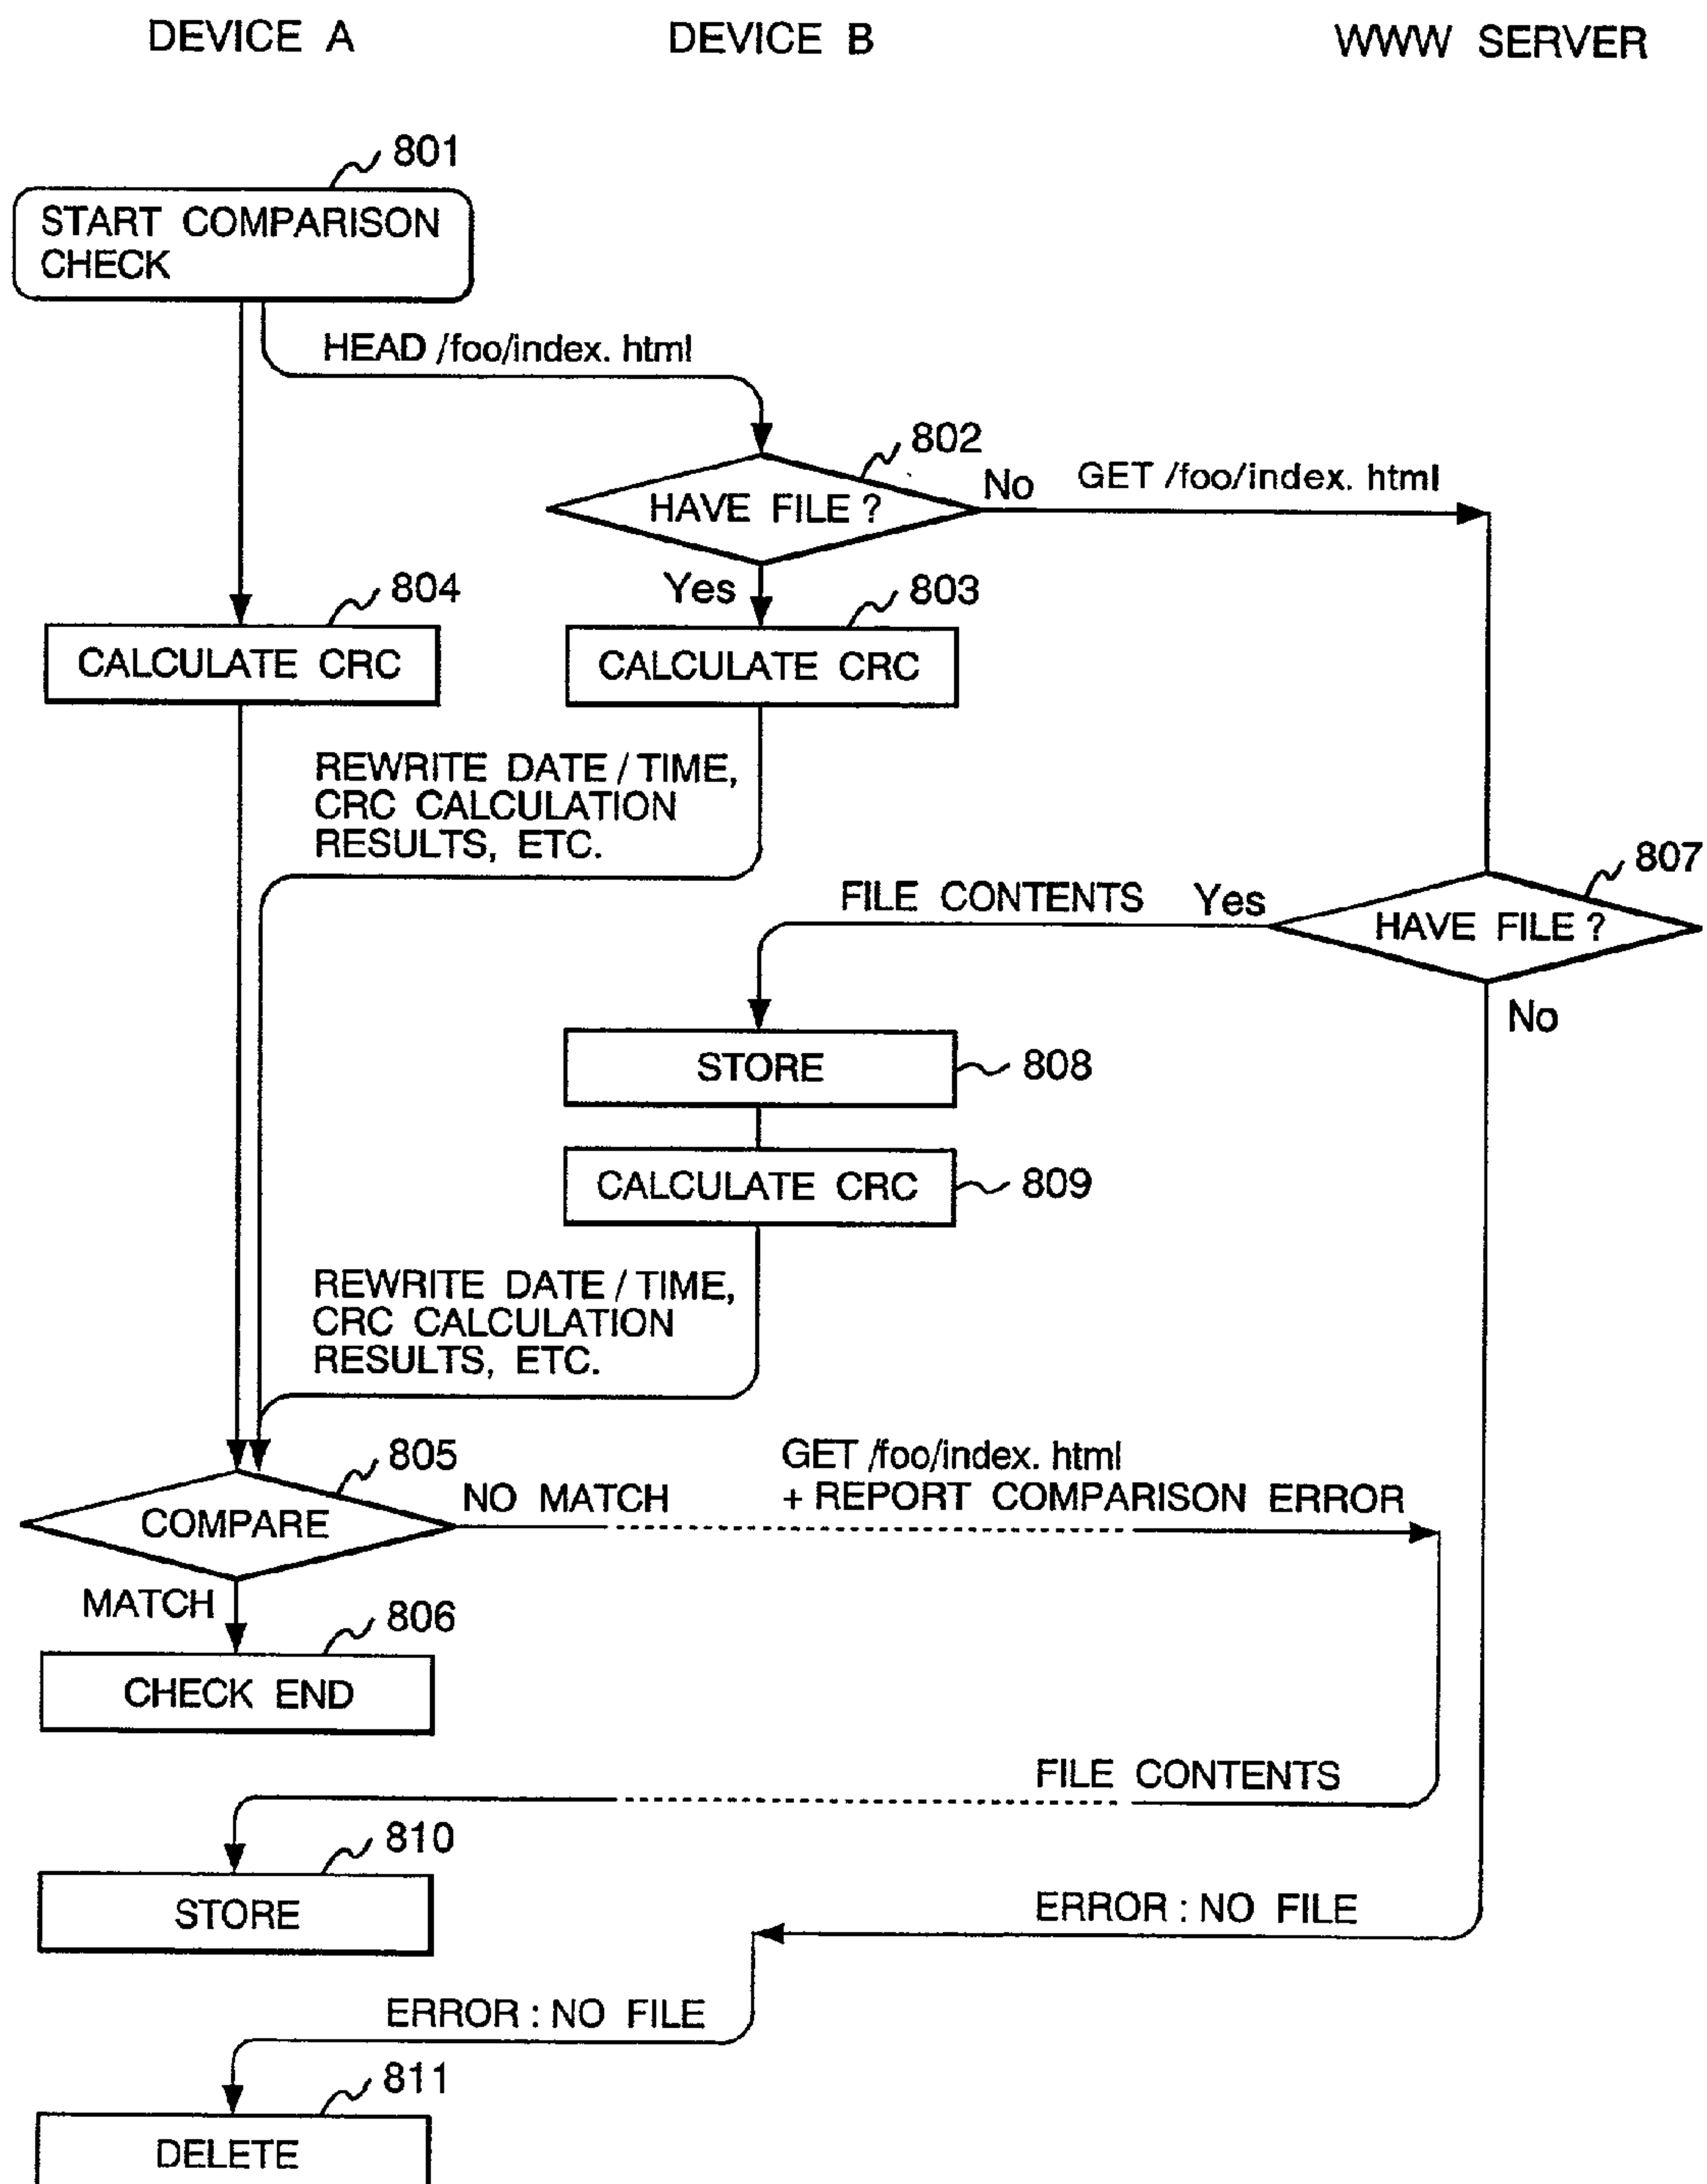 DEVICE A
DEVICE B
WWW SERVER
801
START COMPARISON
CHECK
HEAD /foo/index. html
802
HAVE FILE ?
No
GET /foo/index. html
Yes
804
803
CALCULATE CRC
CALCULATE CRC
REWRITE DATE / TIME,
CRC CALCULATION
RESULTS, ETC.
807
FILE CONTENTS
Yes
HAVE FILE ?
No
STORE
808
CALCULATE CRC
809
REWRITE DATE / TIME,
CRC CALCULATION
RESULTS, ETC.
805
COMPARE
NO MATCH
GET /foo/index. html
+ REPORT COMPARISON ERROR
MATCH
806
CHECK END
FILE CONTENTS
810
STORE
ERROR : NO FILE
ERROR : NO FILE
811
DELETE